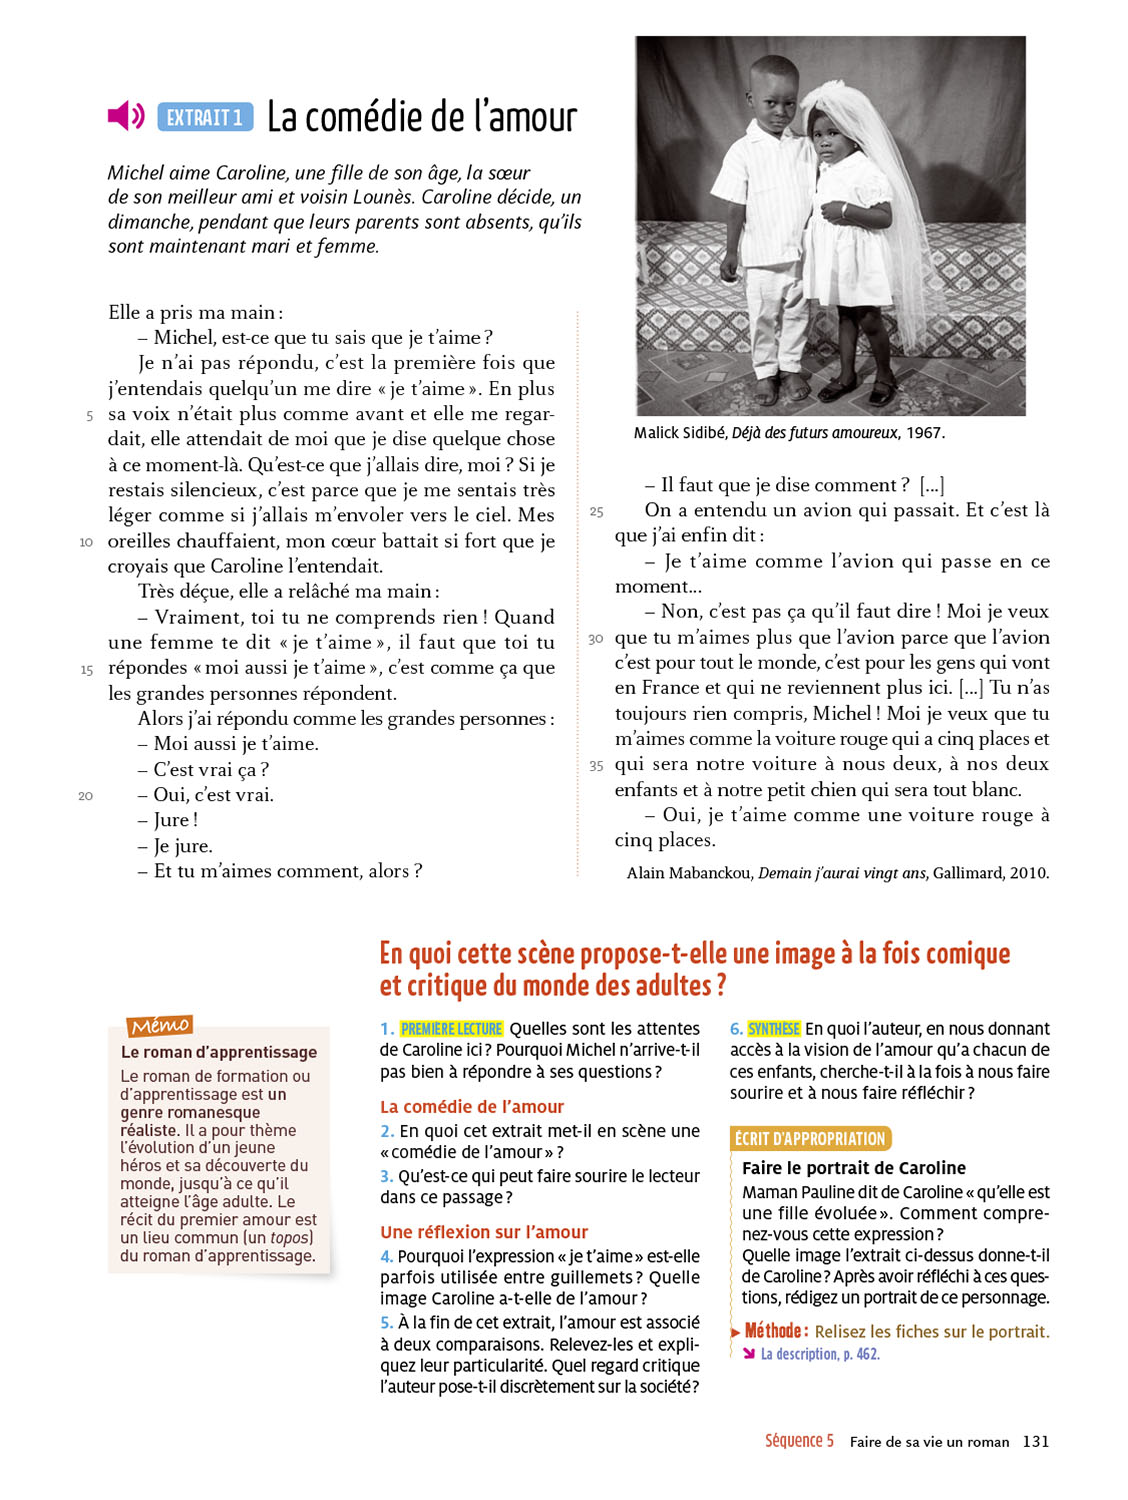 EXTRAIT 1 La comédie de l'amour
Michel aime Caroline, une fille de son âge, la sœur
de son meilleur ami et voisin Lounès. Caroline décide, un
dimanche, pendant que leurs parents sont absents, qu'ils
sont maintenant mari et femme.
Elle a pris ma main :
– Michel, est-ce que tu sais que je t'aime ?
Je n'ai pas répondu, c'est la première fois que
j'entendais quelqu'un me dire « je t'aime ». En plus
5 sa voix n'était plus comme avant et elle me regar-
dait, elle attendait de moi que je dise quelque chose
à ce moment-là. Qu'est-ce que j'allais dire, moi ? Si je
restais silencieux, c'est parce que je me sentais très
léger comme si j'allais m'envoler vers le ciel. Mes
10 oreilles chauffaient, mon cœur battait si fort que je
croyais que Caroline l'entendait.
Très déçue, elle a relâché ma main :
– Vraiment, toi tu ne comprends rien ! Quand
une femme te dit « je t'aime », il faut que toi tu
15 répondes « moi aussi je t'aime », c'est comme ça que
les grandes personnes répondent.
Alors j'ai répondu comme les grandes personnes :
– Moi aussi je t'aime.
– C'est vrai ça ?
20 – Oui, c'est vrai.
– Jure !
– Je jure.
– Et tu m'aimes comment, alors ?
Malick Sidibé, Déjà des futurs amoureux, 1967.
– Il faut que je dise comment ? [...]
25 On a entendu un avion qui passait. Et c'est là
que j'ai enfin dit :
– Je t'aime comme l'avion qui passe en ce
moment...
– Non, c'est pas ça qu'il faut dire ! Moi je veux
30 que tu m'aimes plus que l'avion parce que l'avion
c'est pour tout le monde, c'est pour les gens qui vont
en France et qui ne reviennent plus ici. [...] Tu n'as
toujours rien compris, Michel ! Moi je veux que tu
m'aimes comme la voiture rouge qui a cinq places et
35 qui sera notre voiture à nous deux, à nos deux
enfants et à notre petit chien qui sera tout blanc.
– Oui, je t'aime comme une voiture rouge à
cinq places.
Alain Mabanckou, Demain j'aurai vingt ans, Gallimard, 2010.
En quoi cette scène propose-t-elle une image à la fois comique
et critique du monde des adultes ?
Mémo
Le roman d'apprentissage
Le roman de formation ou
d'apprentissage est un
genre romanesque
réaliste. Il a pour thème
l'évolution d'un jeune
héros et sa découverte du
monde, jusqu'à ce qu'il
atteigne l'âge adulte. Le
récit du premier amour est
un lieu commun (un topos)
du roman d'apprentissage.
1. PREMIÈRE LECTURE Quelles sont les attentes
de Caroline ici ? Pourquoi Michel n'arrive-t-il
pas bien à répondre à ses questions ?
La comédie de l'amour
2. En quoi cet extrait met-il en scène une
« comédie de l'amour » ?
3. Qu'est-ce qui peut faire sourire le lecteur
dans ce passage ?
Une réflexion sur l'amour
4. Pourquoi l'expression « je t'aime » est-elle
parfois utilisée entre guillemets ? Quelle
image Caroline a-t-elle de l'amour ?
5. À la fin de cet extrait, l'amour est associé
à deux comparaisons. Relevez-les et expli-
quez leur particularité. Quel regard critique
l'auteur pose-t-il discrètement sur la société ?
6. SYNTHÈSE En quoi l'auteur, en nous donnant
accès à la vision de l'amour qu'a chacun de
ces enfants, cherche-t-il à la fois à nous faire
sourire et à nous faire réfléchir ?
ÉCRIT D'APPROPRIATION
Faire le portrait de Caroline
Maman Pauline dit de Caroline « qu'elle est
une fille évoluée ». Comment compre-
nez-vous cette expression ?
Quelle image l'extrait ci-dessus donne-t-il
de Caroline ? Après avoir réfléchi à ces ques-
tions, rédigez un portrait de ce personnage.
Méthode : Relisez les fiches sur le portrait.
La description, p. 462.
Séquence 5 Faire de sa vie un roman 131